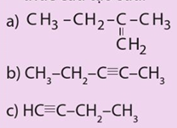 a) CH₃–CH₂–C–CH₃
||
CH₂
b) CH₃–CH₂–C≡C–CH₃
c) HC≡C–CH₂–CH₃